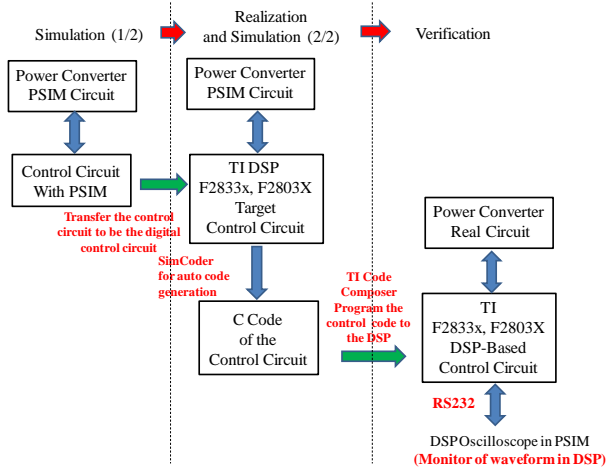 Simulation (1/2)
Realization
and Simulation (2/2)
Verification
Power Converter
PSIM Circuit
Control Circuit
With PSIM
Transfer the control
circuit to be the digital
control circuit
Power Converter
PSIM Circuit
TI DSP
F2833x, F2803X
Target
Control Circuit
SimCoder
for auto code
generation
C Code
of the
Control Circuit
TI Code
Composer
Program the
control code to
the DSP
Power Converter
Real Circuit
TI
F2833x, F2803X
DSP-Based
Control Circuit
RS232
DSP Oscilloscope in PSIM
(Monitor of waveform in DSP)